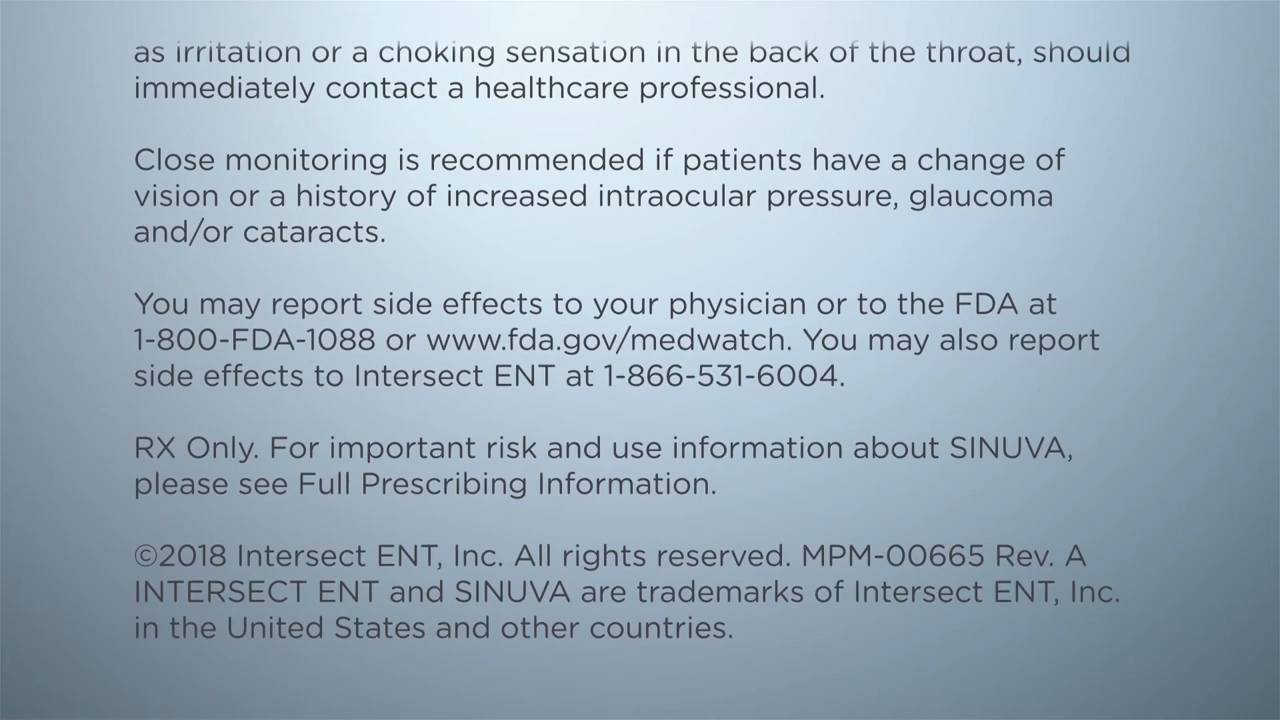 as irritation or a choking sensation in the back of the throat, should
immediately contact a healthcare professional.
Close monitoring is recommended if patients have a change of
vision or a history of increased intraocular pressure, glaucoma
and/or cataracts.
You may report side effects to your physician or to the FDA at
1-800-FDA-1088 or www.fda.gov/medwatch. You may also report
side effects to Intersect ENT at 1-866-531-6004.
RX Only. For important risk and use information about SINUVA,
please see Full Prescribing Information.
©2018 Intersect ENT, Inc. All rights reserved. MPM-00665 Rev. A
INTERSECT ENT and SINUVA are trademarks of Intersect ENT, Inc.
in the United States and other countries.